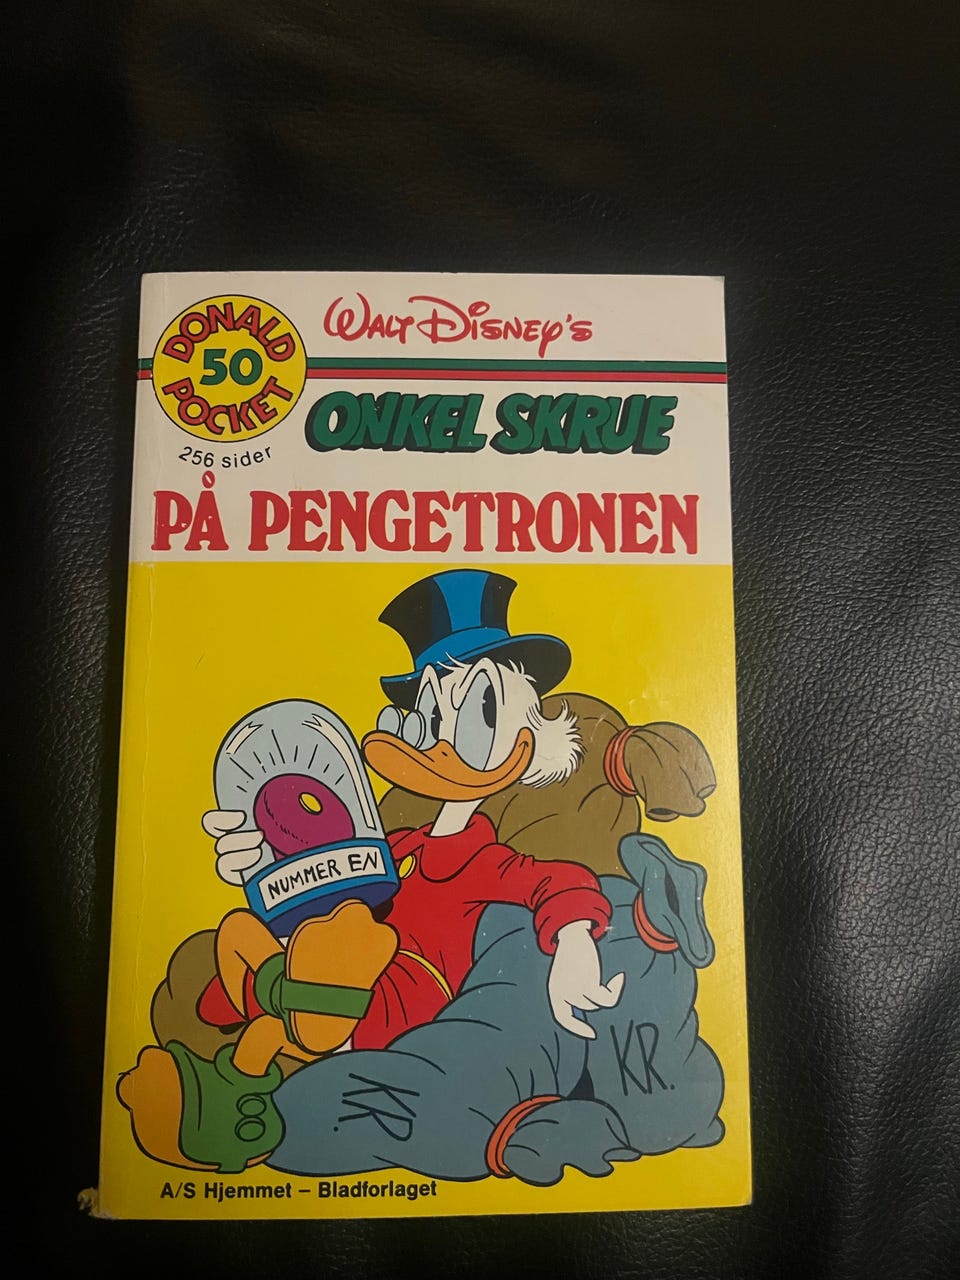 DONALD
50
POCKET
256 sider
WALT DISNEY'S
ONKEL SKRUE
PÅ PENGETRONEN
NUMMER EN
KR.
KR.
A/S Hjemmet – Bladforlaget